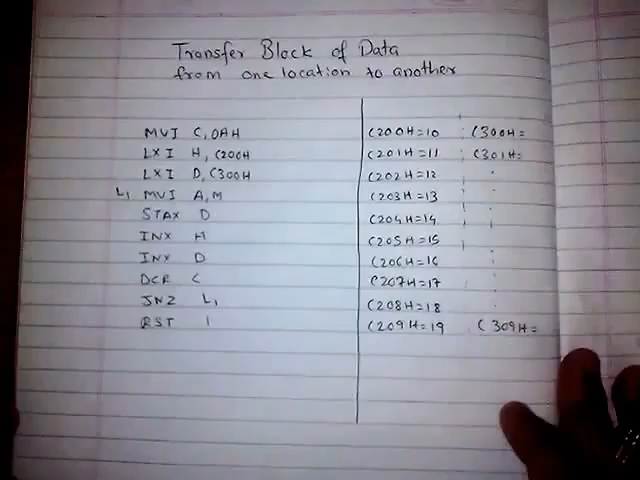 Transfer Block of Data
from one location to another
MVI C, 0AH
LXI H, C200H
LXI D, C300H
L1 MVI A, M
STAX D
INX H
INX D
DCR C
JNZ L1
RST 1
C200H=10 ; C300H=
C201H=11 ; C301H=
C202H=12
C203H=13
C204H=14
C205H=15
C206H=16
C207H=17
C208H=18
C209H=19 C309H=